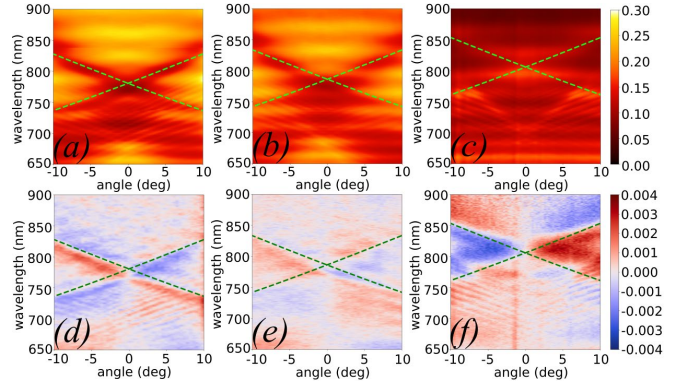 900
850
800
750
700
650
wavelength (nm)
-10 -5 0 5 10
angle (deg)
(a)
900
850
800
750
700
650
wavelength (nm)
-10 -5 0 5 10
angle (deg)
(b)
900
850
800
750
700
650
wavelength (nm)
-10 -5 0 5 10
angle (deg)
(c)
0.30
0.25
0.20
0.15
0.10
0.05
0.00
900
850
800
750
700
650
wavelength (nm)
-10 -5 0 5 10
angle (deg)
(d)
900
850
800
750
700
650
wavelength (nm)
-10 -5 0 5 10
angle (deg)
(e)
900
850
800
750
700
650
wavelength (nm)
-10 -5 0 5 10
angle (deg)
(f)
0.004
0.003
0.002
0.001
0.000
-0.001
-0.002
-0.003
-0.004